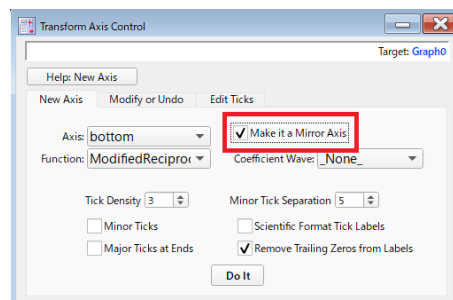 Transform Axis Control
Target: Graph0
Help: New Axis
New Axis Modify or Undo Edit Ticks
Axis: bottom Make it a Mirror Axis
Function: ModifiedReciproc Coefficient Wave: _None_
Tick Density 3 Minor Tick Separation 5
Minor Ticks Scientific Format Tick Labels
Major Ticks at Ends Remove Trailing Zeros from Labels
Do It